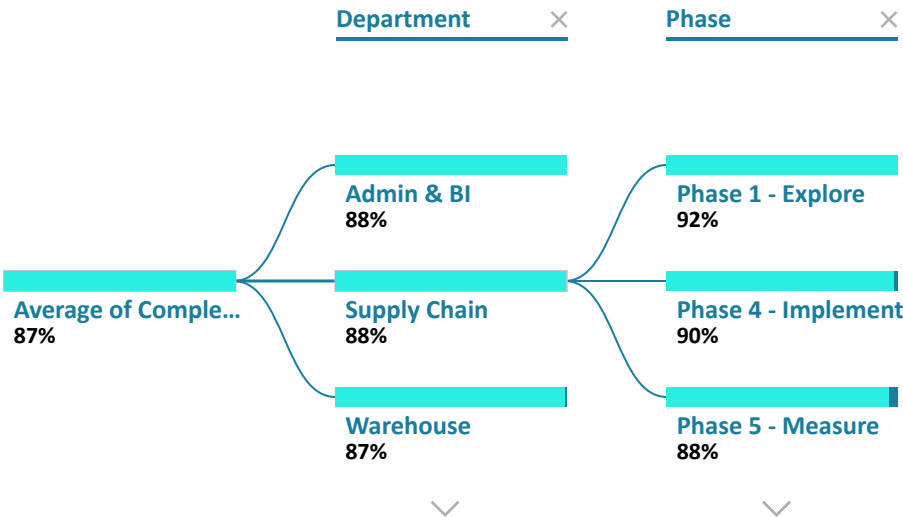 Department
Phase
Admin & BI
88%
Phase 1 - Explore
92%
Average of Comple...
87%
Supply Chain
88%
Phase 4 - Implement
90%
Warehouse
87%
Phase 5 - Measure
88%